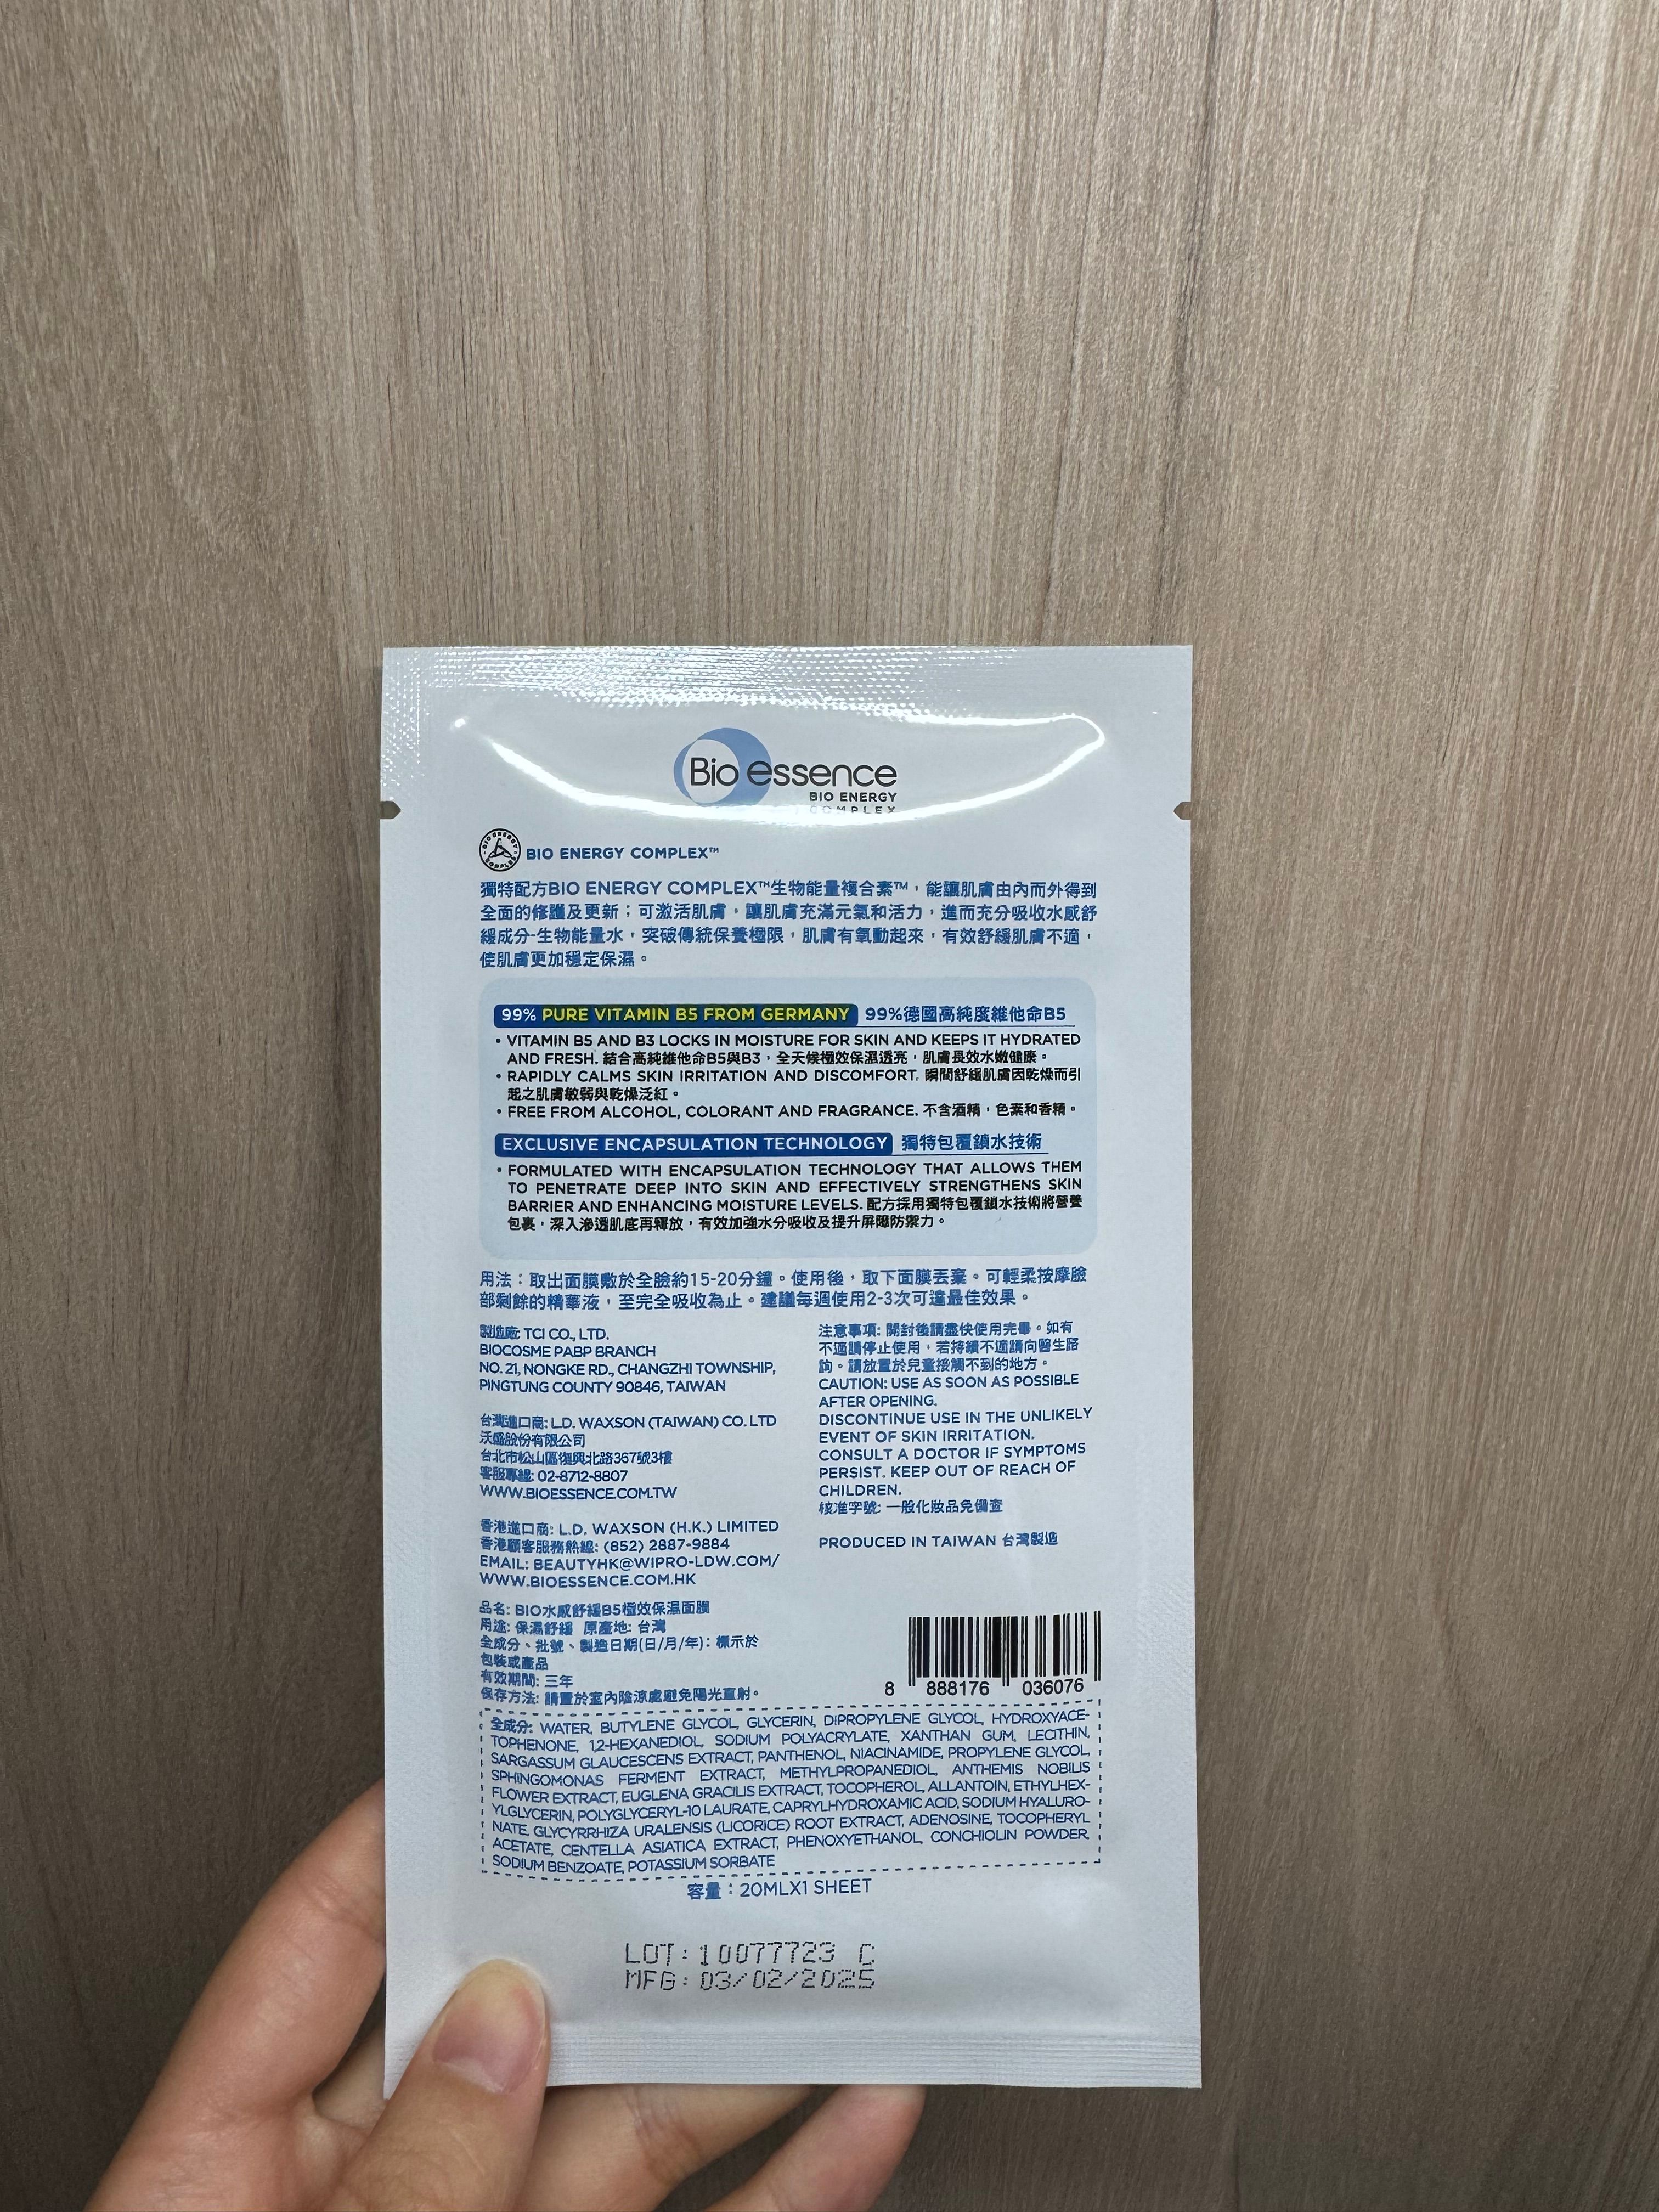 Bio essence
BIO ENERGY
COMPLEX
BIO ENERGY COMPLEX™
獨特配方BIO ENERGY COMPLEX™生物能量複合素™，能讓肌膚由內而外得到
全面的修護及更新；可激活肌膚，讓肌膚充滿元氣和活力，進而充分吸收水感舒
緩成分-生物能量水，突破傳統保養極限，肌膚有氧動起來，有效舒緩肌膚不適，
使肌膚更加穩定保濕。
99% PURE VITAMIN B5 FROM GERMANY 99%德國高純度維他命B5
• VITAMIN B5 AND B3 LOCKS IN MOISTURE FOR SKIN AND KEEPS IT HYDRATED
AND FRESH. 結合高純維他命B5與B3，全天候極效保濕透亮，肌膚長效水嫩健康。
• RAPIDLY CALMS SKIN IRRITATION AND DISCOMFORT. 瞬間舒緩肌膚因乾燥而引
起之肌膚敏弱與乾燥泛紅。
• FREE FROM ALCOHOL, COLORANT AND FRAGRANCE. 不含酒精，色素和香精。
EXCLUSIVE ENCAPSULATION TECHNOLOGY 獨特包覆鎖水技術
• FORMULATED WITH ENCAPSULATION TECHNOLOGY THAT ALLOWS THEM
TO PENETRATE DEEP INTO SKIN AND EFFECTIVELY STRENGTHENS SKIN
BARRIER AND ENHANCING MOISTURE LEVELS. 配方採用獨特包覆鎖水技術將營養
包裹，深入滲透肌底再釋放，有效加強水分吸收及提升屏障防禦力。
用法：取出面膜敷於全臉約15-20分鐘。使用後，取下面膜丟棄。可輕柔按摩臉
部剩餘的精華液，至完全吸收為止。建議每週使用2-3次可達最佳效果。
製造廠: TCI CO., LTD.
BIOCOSME PABP BRANCH
NO. 21, NONGKE RD., CHANGZHI TOWNSHIP,
PINGTUNG COUNTY 90846, TAIWAN
台灣進口商: L.D. WAXSON (TAIWAN) CO. LTD
沃盛股份有限公司
台北市松山區復興北路367號3樓
客服專線: 02-8712-8807
WWW.BIOESSENCE.COM.TW
香港進口商: L.D. WAXSON (H.K.) LIMITED
香港顧客服務熱線: (852) 2887-9884
EMAIL: BEAUTYHK@WIPRO-LDW.COM/
WWW.BIOESSENCE.COM.HK
品名: BIO水感舒緩B5極效保濕面膜
用途: 保濕舒緩 原產地: 台灣
全成分、批號、製造日期(日/月/年): 標示於
包裝或產品
有效期間: 三年
保存方法: 請置於室內陰涼處避免陽光直射。
注意事項: 開封後請盡快使用完畢。如有
不適請停止使用，若持續不適請向醫生諮
詢。請放置於兒童接觸不到的地方。
CAUTION: USE AS SOON AS POSSIBLE
AFTER OPENING.
DISCONTINUE USE IN THE UNLIKELY
EVENT OF SKIN IRRITATION.
CONSULT A DOCTOR IF SYMPTOMS
PERSIST. KEEP OUT OF REACH OF
CHILDREN.
核准字號: 一般化妝品免備查
PRODUCED IN TAIWAN 台灣製造
8 888176 036076
全成分: WATER, BUTYLENE GLYCOL, GLYCERIN, DIPROPYLENE GLYCOL, HYDROXYACE-
TOPHENONE, 1,2-HEXANEDIOL, SODIUM POLYACRYLATE, XANTHAN GUM, LECITHIN,
SARGASSUM GLAUCESCENS EXTRACT, PANTHENOL, NIACINAMIDE, PROPYLENE GLYCOL,
SPHINGOMONAS FERMENT EXTRACT, METHYLPROPANEDIOL, ANTHEMIS NOBILIS
FLOWER EXTRACT, EUGLENA GRACILIS EXTRACT, TOCOPHEROL, ALLANTOIN, ETHYLHEX-
YLGLYCERIN, POLYGLYCERYL-10 LAURATE, CAPRYLHYDROXAMIC ACID, SODIUM HYALURO-
NATE, GLYCYRRHIZA URALENSIS (LICORICE) ROOT EXTRACT, ADENOSINE, TOCOPHERYL
ACETATE, CENTELLA ASIATICA EXTRACT, PHENOXYETHANOL, CONCHIOLIN POWDER,
SODIUM BENZOATE, POTASSIUM SORBATE
容量：20MLX1 SHEET
LOT: 10077723 C
MFG: 03/02/2025